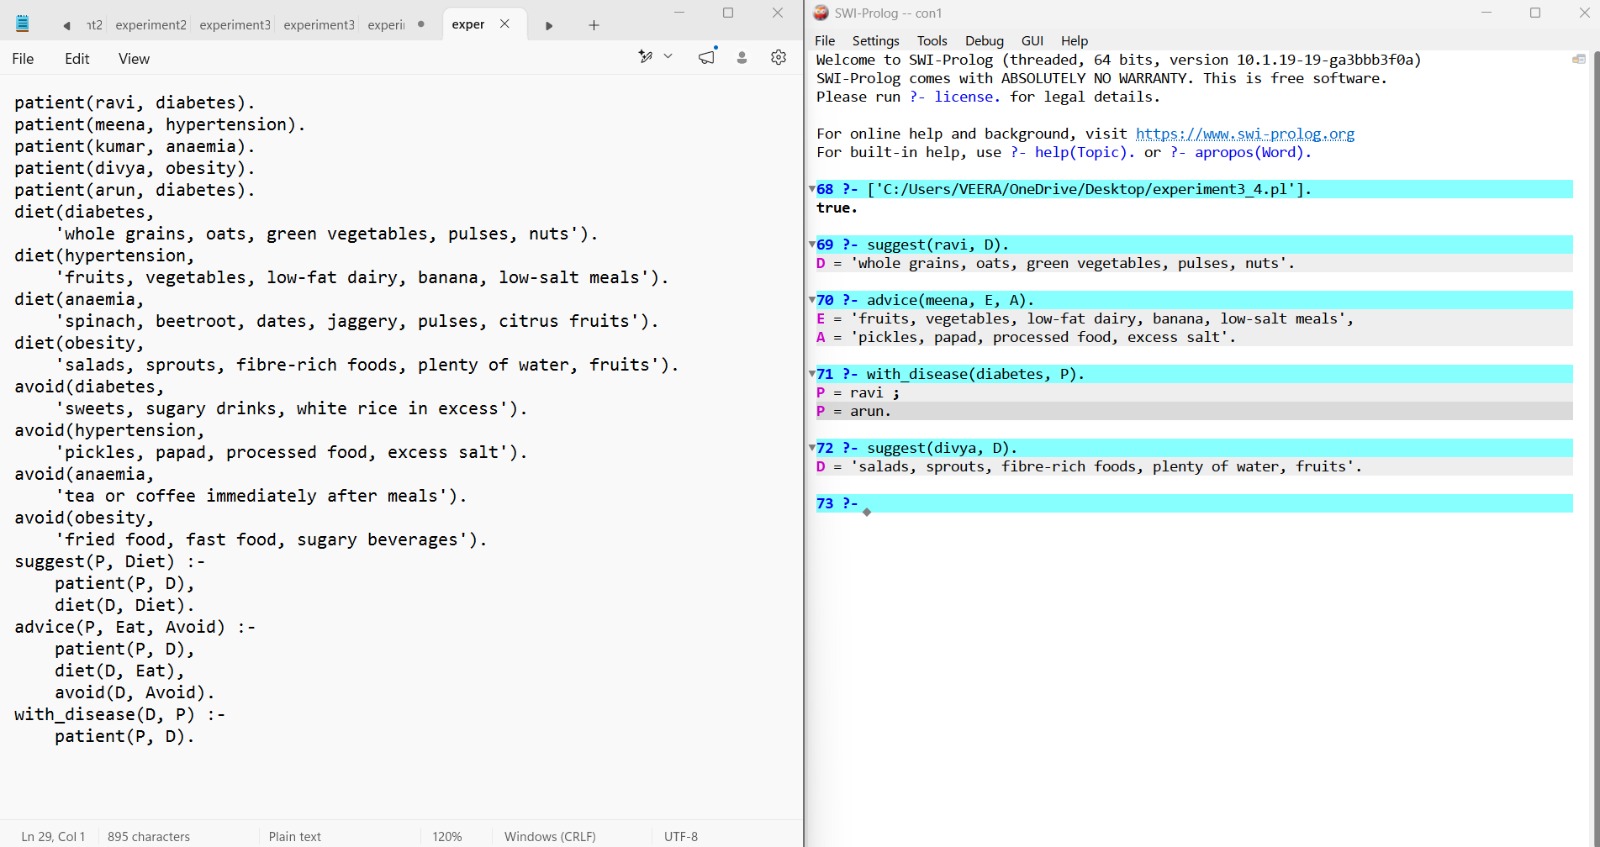 nt2 experiment2 experiment3 experiment3 experi exper
File Edit View
patient(ravi, diabetes).
patient(meena, hypertension).
patient(kumar, anaemia).
patient(divya, obesity).
patient(arun, diabetes).
diet(diabetes,
    'whole grains, oats, green vegetables, pulses, nuts').
diet(hypertension,
    'fruits, vegetables, low-fat dairy, banana, low-salt meals').
diet(anaemia,
    'spinach, beetroot, dates, jaggery, pulses, citrus fruits').
diet(obesity,
    'salads, sprouts, fibre-rich foods, plenty of water, fruits').
avoid(diabetes,
    'sweets, sugary drinks, white rice in excess').
avoid(hypertension,
    'pickles, papad, processed food, excess salt').
avoid(anaemia,
    'tea or coffee immediately after meals').
avoid(obesity,
    'fried food, fast food, sugary beverages').
suggest(P, Diet) :-
    patient(P, D),
    diet(D, Diet).
advice(P, Eat, Avoid) :-
    patient(P, D),
    diet(D, Eat),
    avoid(D, Avoid).
with_disease(D, P) :-
    patient(P, D).
Ln 29, Col 1 895 characters Plain text 120% Windows (CRLF) UTF-8
SWI-Prolog -- con1
File Settings Tools Debug GUI Help
Welcome to SWI-Prolog (threaded, 64 bits, version 10.1.19-19-ga3bbb3f0a)
SWI-Prolog comes with ABSOLUTELY NO WARRANTY. This is free software.
Please run ?- license. for legal details.
For online help and background, visit https://www.swi-prolog.org
For built-in help, use ?- help(Topic). or ?- apropos(Word).
68 ?- ['C:/Users/VEERA/OneDrive/Desktop/experiment3_4.pl'].
true.
69 ?- suggest(ravi, D).
D = 'whole grains, oats, green vegetables, pulses, nuts'.
70 ?- advice(meena, E, A).
E = 'fruits, vegetables, low-fat dairy, banana, low-salt meals',
A = 'pickles, papad, processed food, excess salt'.
71 ?- with_disease(diabetes, P).
P = ravi ;
P = arun.
72 ?- suggest(divya, D).
D = 'salads, sprouts, fibre-rich foods, plenty of water, fruits'.
73 ?-